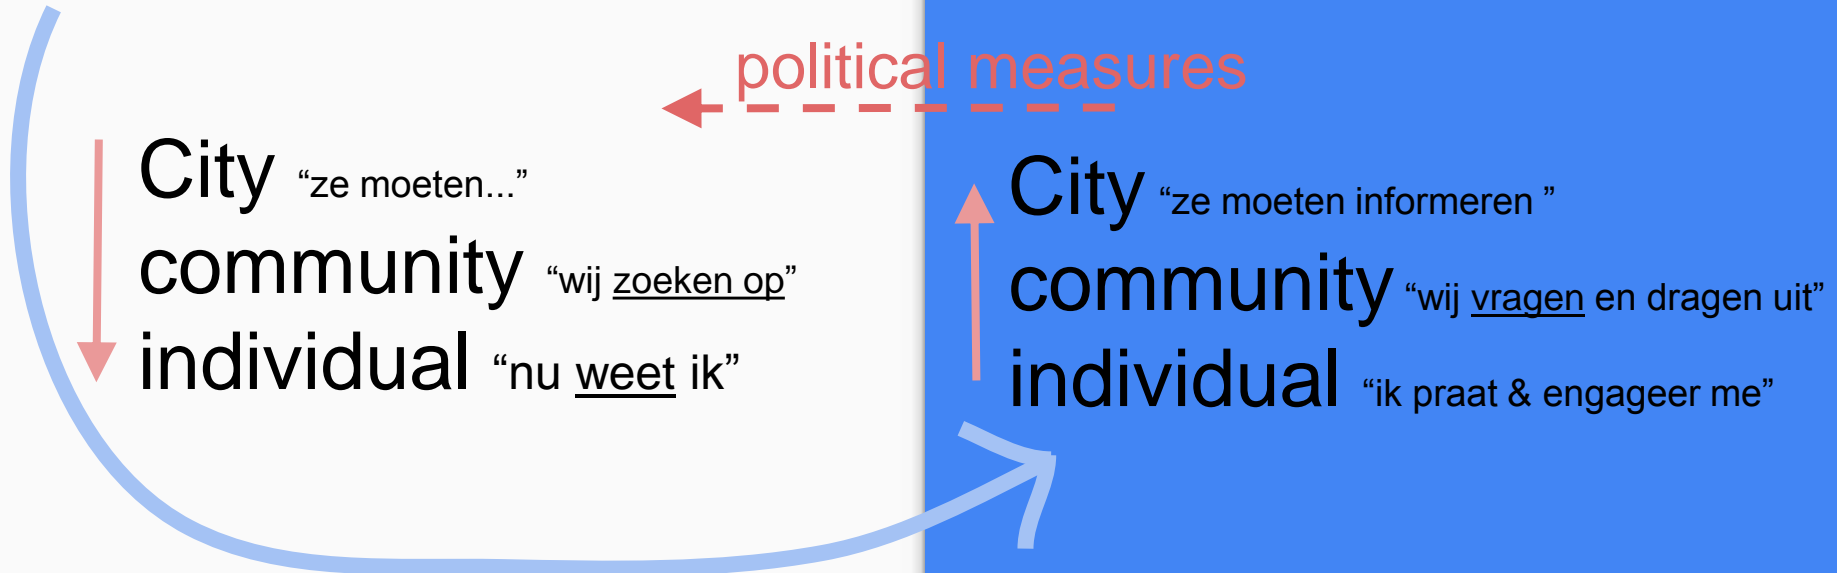 political measures
City “ze moeten...”
community “wij zoeken op”
individual “nu weet ik”
City “ze moeten informeren ”
community “wij vragen en dragen uit”
individual “ik praat & engageer me”